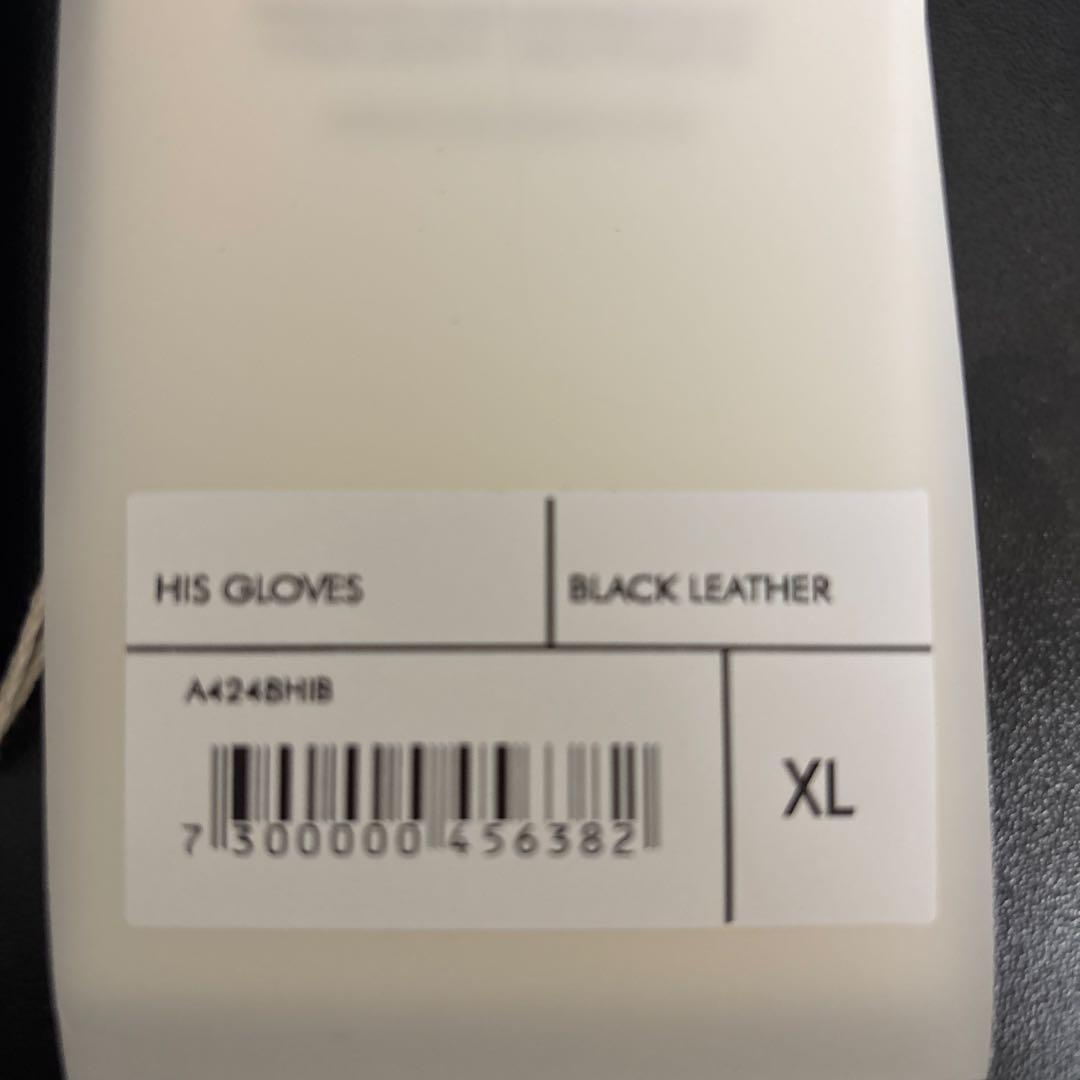 HIS GLOVES
BLACK LEATHER
A424BHIB
XL
7 300000 456382